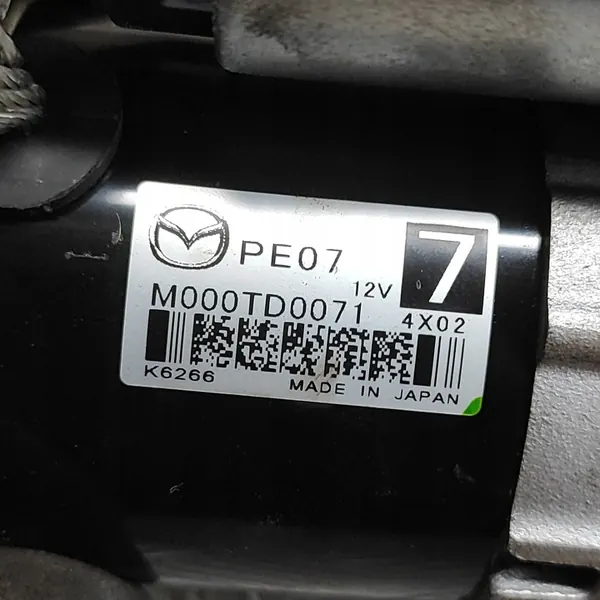 PE07
7
12V
M000TD0071
4X02
K6266
MADE IN JAPAN